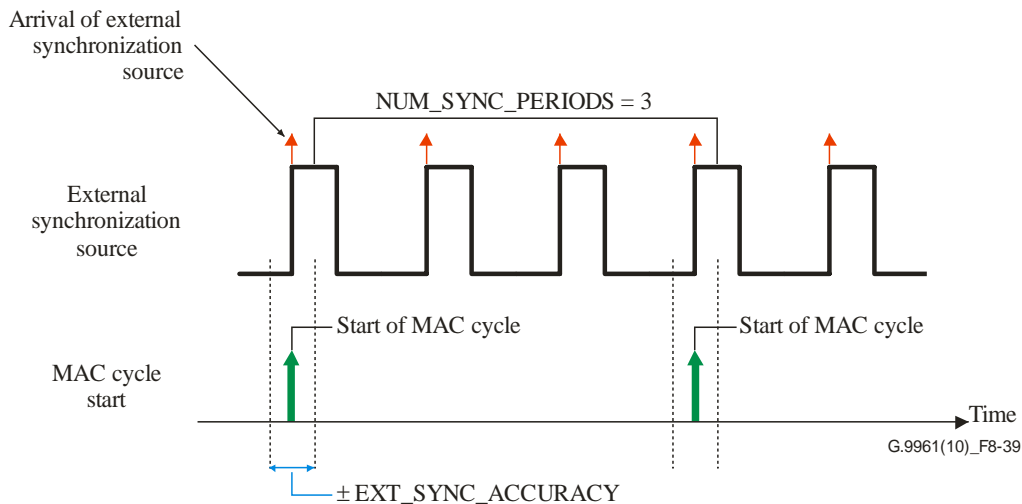 Arrival of external
synchronization
source
NUM_SYNC_PERIODS = 3
External
synchronization
source
Start of MAC cycle
Start of MAC cycle
MAC cycle
start
Time
G.9961(10)_F8-39
± EXT_SYNC_ACCURACY